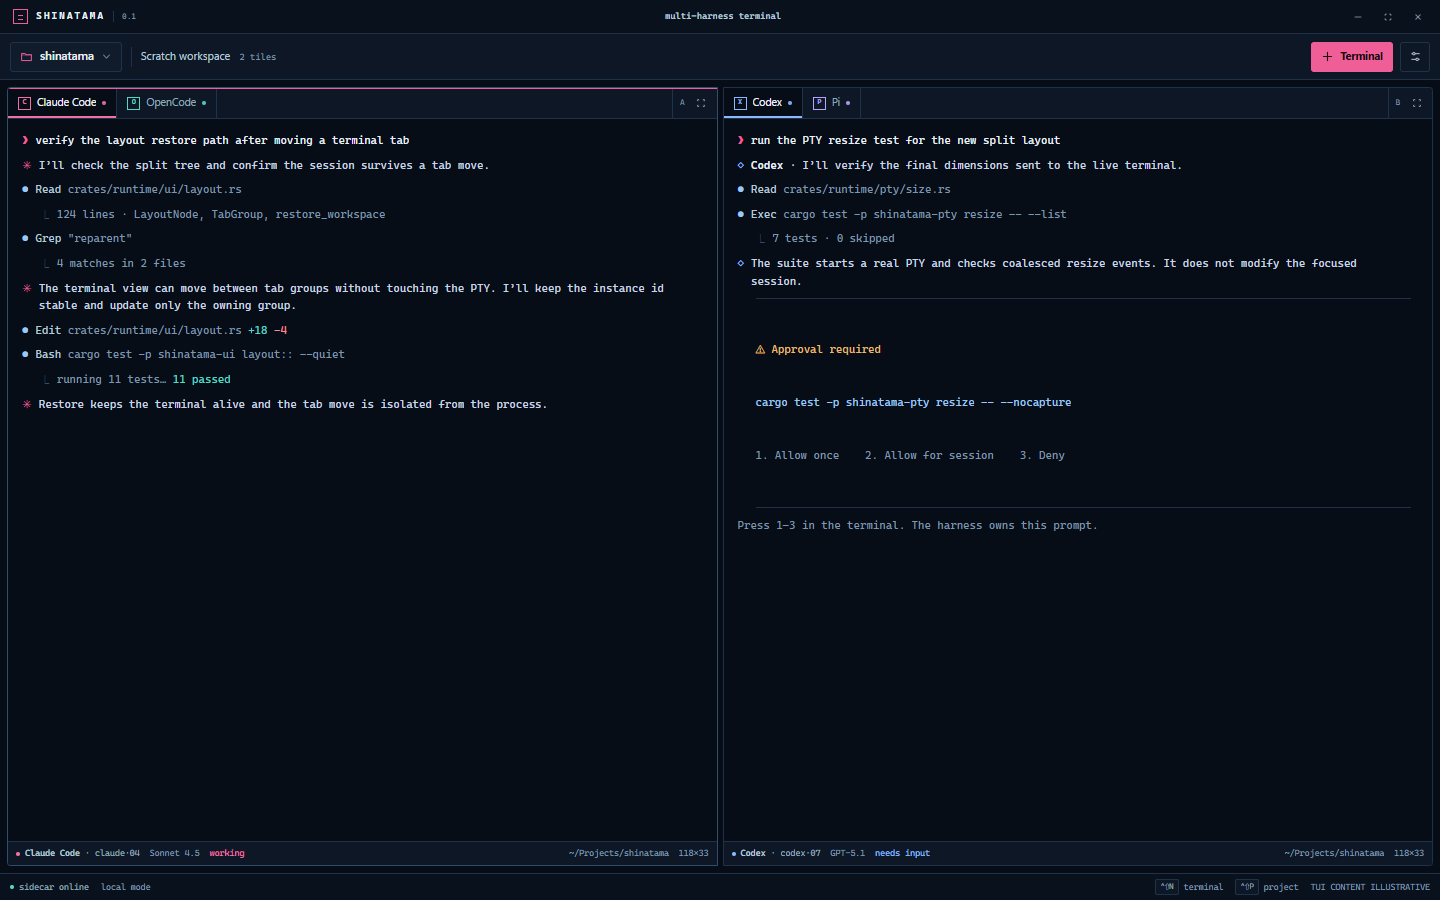 SHINATAMA 0.1
multi-harness terminal
shinatama
Scratch workspace 2 tiles
+ Terminal
C Claude Code
O OpenCode
A
❯ verify the layout restore path after moving a terminal tab
✳ I’ll check the split tree and confirm the session survives a tab move.
● Read crates/runtime/ui/layout.rs
⎿ 124 lines · LayoutNode, TabGroup, restore_workspace
● Grep "reparent"
⎿ 4 matches in 2 files
✳ The terminal view can move between tab groups without touching the PTY. I’ll keep the instance id
stable and update only the owning group.
● Edit crates/runtime/ui/layout.rs +18 −4
● Bash cargo test -p shinatama-ui layout:: --quiet
⎿ running 11 tests… 11 passed
✳ Restore keeps the terminal alive and the tab move is isolated from the process.
Claude Code · claude-04 Sonnet 4.5 working
~/Projects/shinatama 118×33
X Codex
P Pi
B
❯ run the PTY resize test for the new split layout
◇ Codex · I’ll verify the final dimensions sent to the live terminal.
● Read crates/runtime/pty/size.rs
● Exec cargo test -p shinatama-pty resize -- --list
⎿ 7 tests · 0 skipped
◇ The suite starts a real PTY and checks coalesced resize events. It does not modify the focused
session.
⚠ Approval required
cargo test -p shinatama-pty resize -- --nocapture
1. Allow once 2. Allow for session 3. Deny
Press 1–3 in the terminal. The harness owns this prompt.
Codex · codex-07 GPT-5.1 needs input
~/Projects/shinatama 118×33
sidecar online local mode
⌃⇧N terminal ⌃⇧P project TUI CONTENT ILLUSTRATIVE